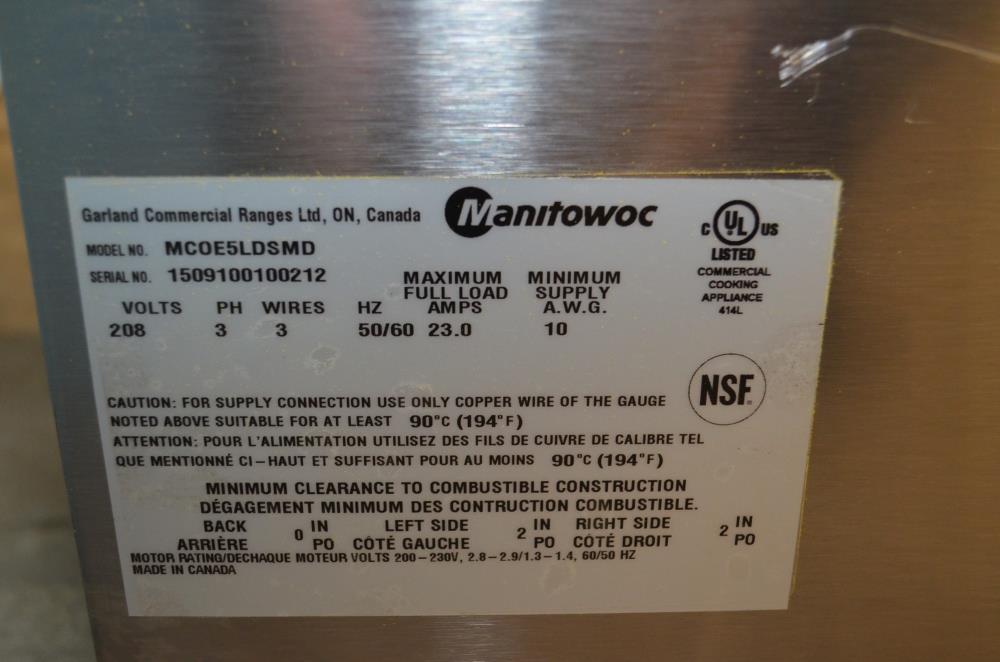 Garland Commercial Ranges Ltd, ON, Canada
Manitowoc
MODEL NO. MCOE5LDSMD
SERIAL NO. 1509100100212
C UL US
LISTED
COMMERCIAL
COOKING
APPLIANCE
414L
MAXIMUM MINIMUM
FULL LOAD SUPPLY
VOLTS PH WIRES HZ AMPS A.W.G.
208 3 3 50/60 23.0 10
NSF
CAUTION: FOR SUPPLY CONNECTION USE ONLY COPPER WIRE OF THE GAUGE
NOTED ABOVE SUITABLE FOR AT LEAST 90°C (194°F)
ATTENTION: POUR L'ALIMENTATION UTILISEZ DES FILS DE CUIVRE DE CALIBRE TEL
QUE MENTIONNÉ CI-HAUT ET SUFFISANT POUR AU MOINS 90°C (194°F)
MINIMUM CLEARANCE TO COMBUSTIBLE CONSTRUCTION
DÉGAGEMENT MINIMUM DES CONTRUCTION COMBUSTIBLE.
BACK 0 IN LEFT SIDE 2 IN RIGHT SIDE 2 IN
ARRIÈRE PO CÔTÉ GAUCHE PO CÔTÉ DROIT PO
MOTOR RATING/DECHAQUE MOTEUR VOLTS 200-230V, 2.8-2.9/1.3-1.4, 60/50 HZ
MADE IN CANADA